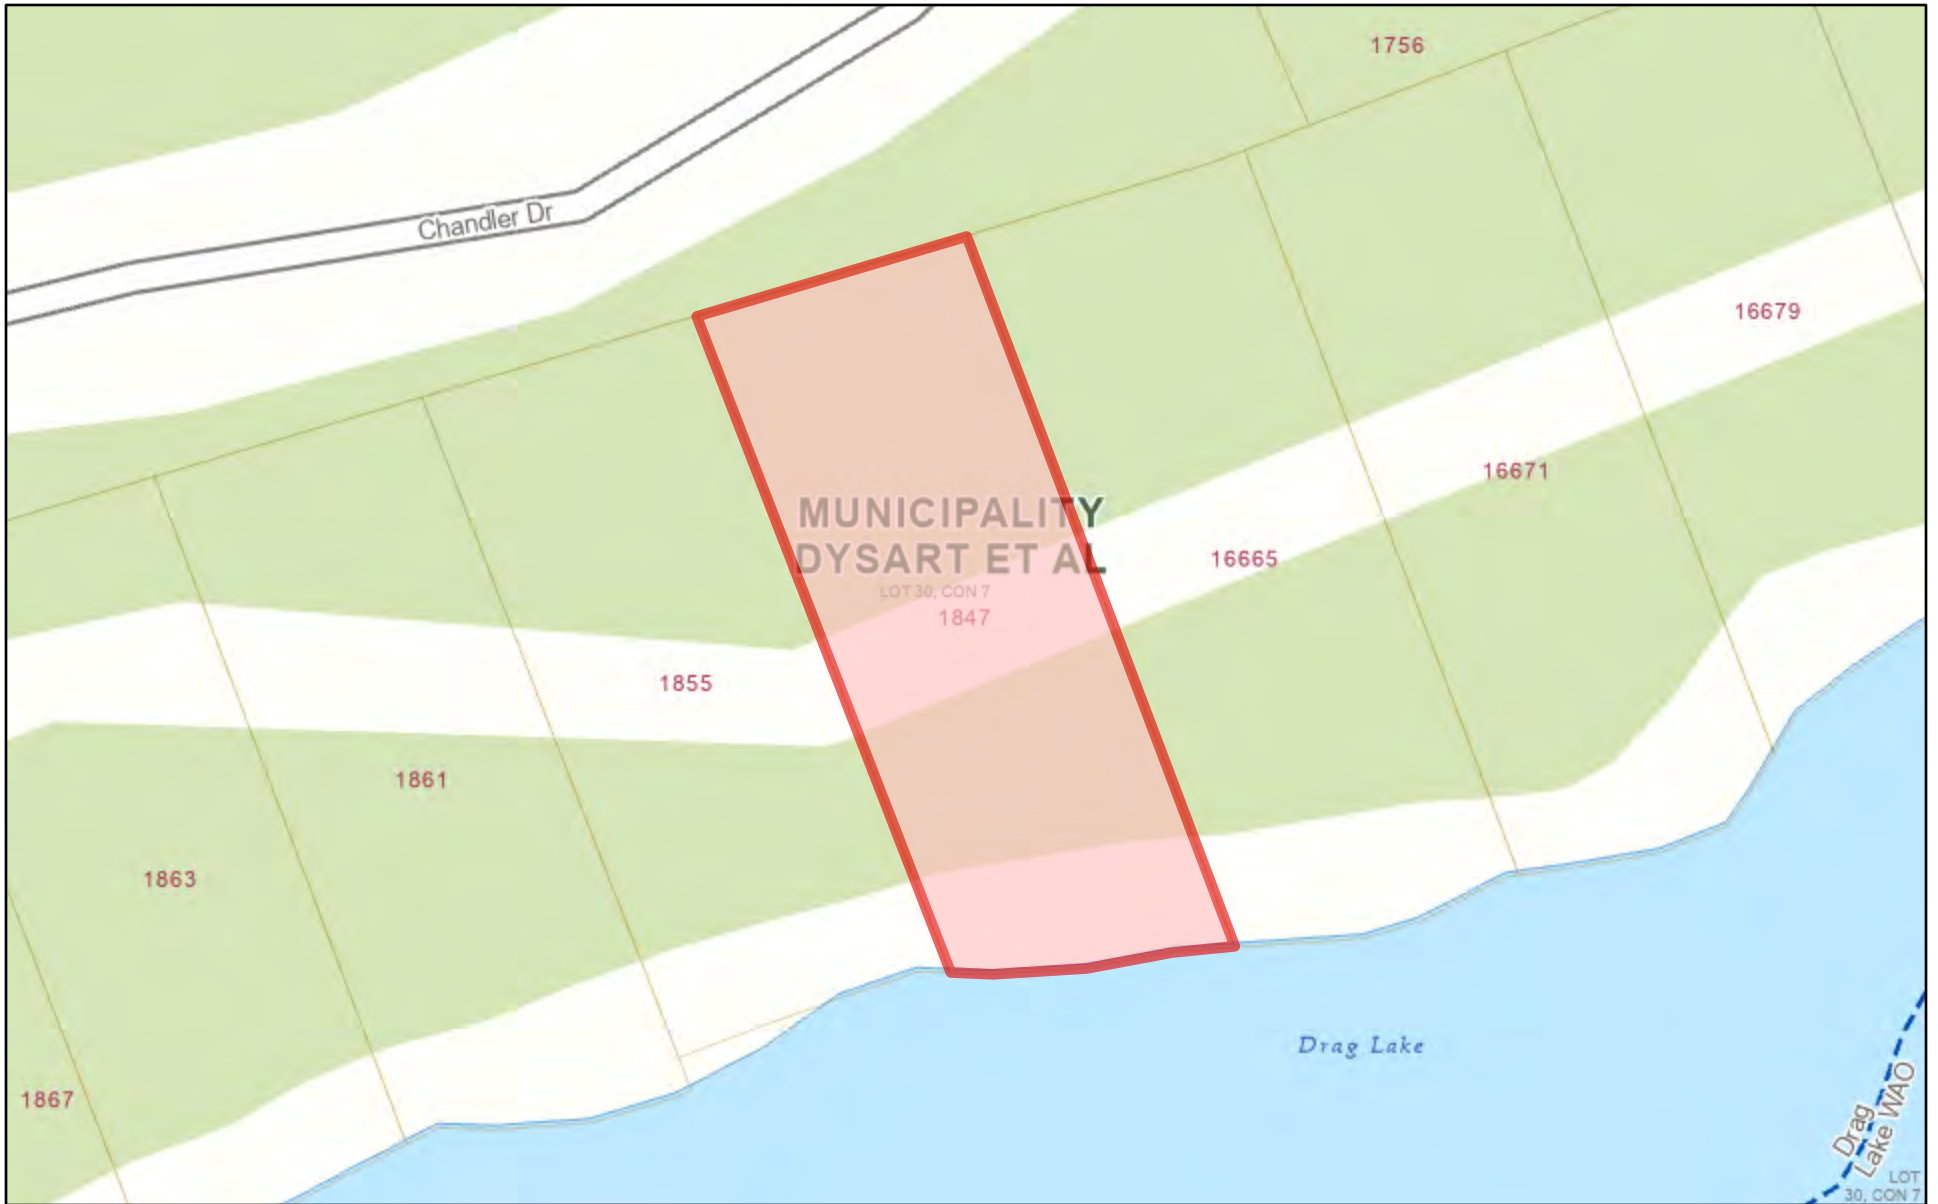 1756
Chandler Dr
16679
16671
MUNICIPALITY
DYSART ET AL
16665
LOT 30, CON 7
1847
1855
1861
1863
Drag Lake
1867
Drag
Lake WAO
LOT
30, CON 7